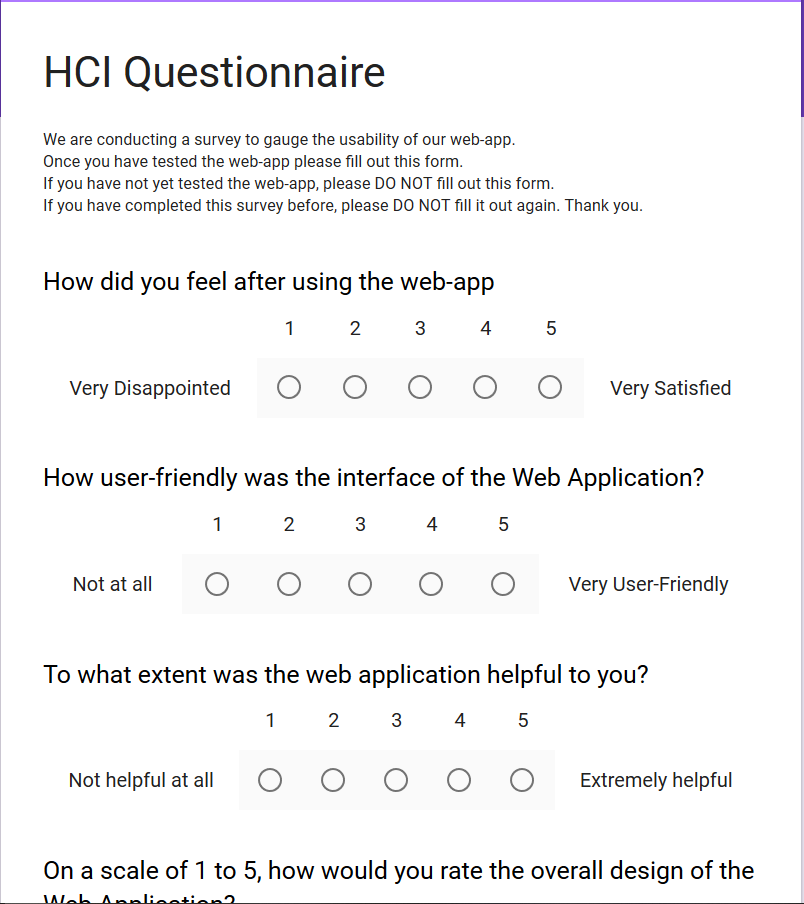 HCI Questionnaire
We are conducting a survey to gauge the usability of our web-app.
Once you have tested the web-app please fill out this form.
If you have not yet tested the web-app, please DO NOT fill out this form.
If you have completed this survey before, please DO NOT fill it out again. Thank you.
How did you feel after using the web-app
1 2 3 4 5
Very Disappointed Very Satisfied
How user-friendly was the interface of the Web Application?
1 2 3 4 5
Not at all Very User-Friendly
To what extent was the web application helpful to you?
1 2 3 4 5
Not helpful at all Extremely helpful
On a scale of 1 to 5, how would you rate the overall design of the
Web Application?